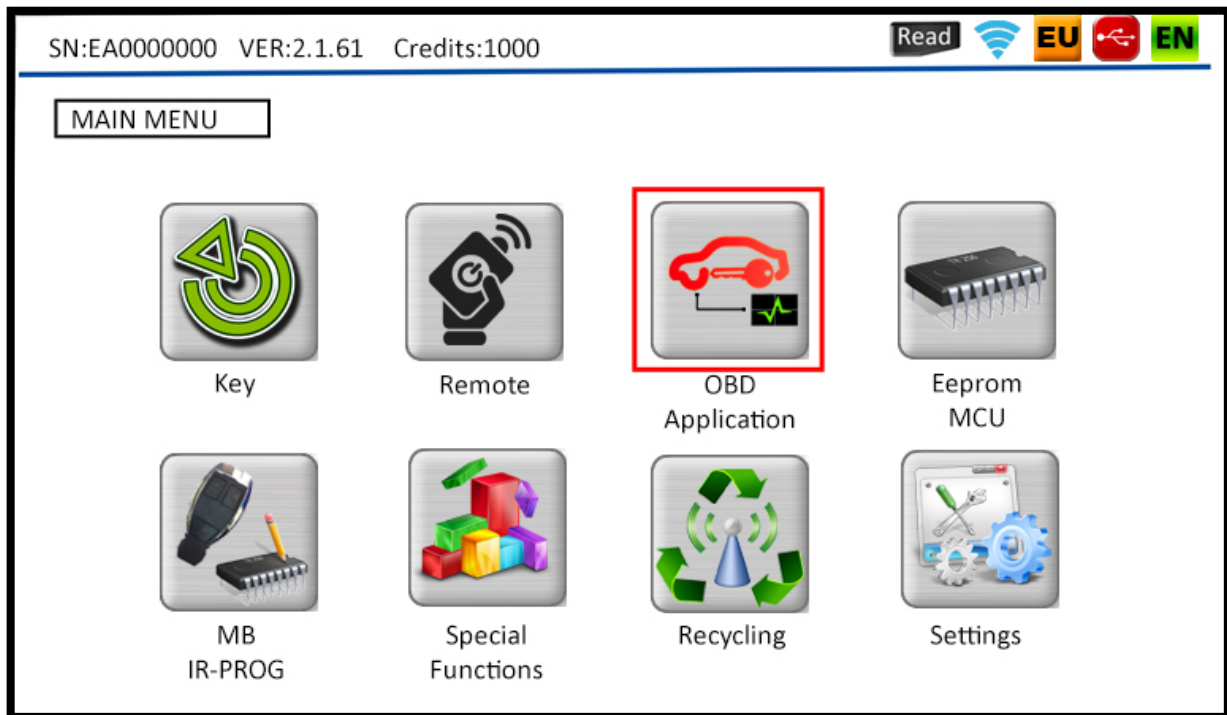 SN:EA0000000 VER:2.1.61 Credits:1000 Read EU EN
MAIN MENU
Key Remote OBD Eeprom
Application MCU
MB Special Recycling Settings
IR-PROG Functions